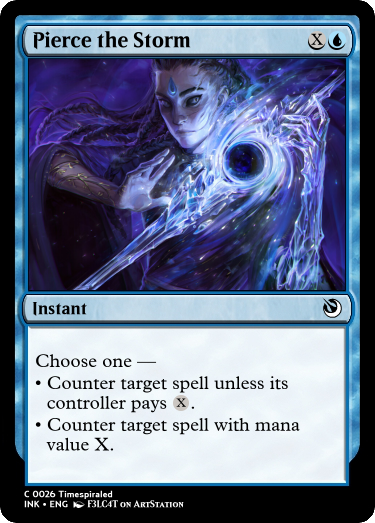 Pierce the Storm X
Instant
Choose one —
• Counter target spell unless its
controller pays X.
• Counter target spell with mana
value X.
C 0026 Timespiraled
INK • ENG F3LC4T on ArtStation